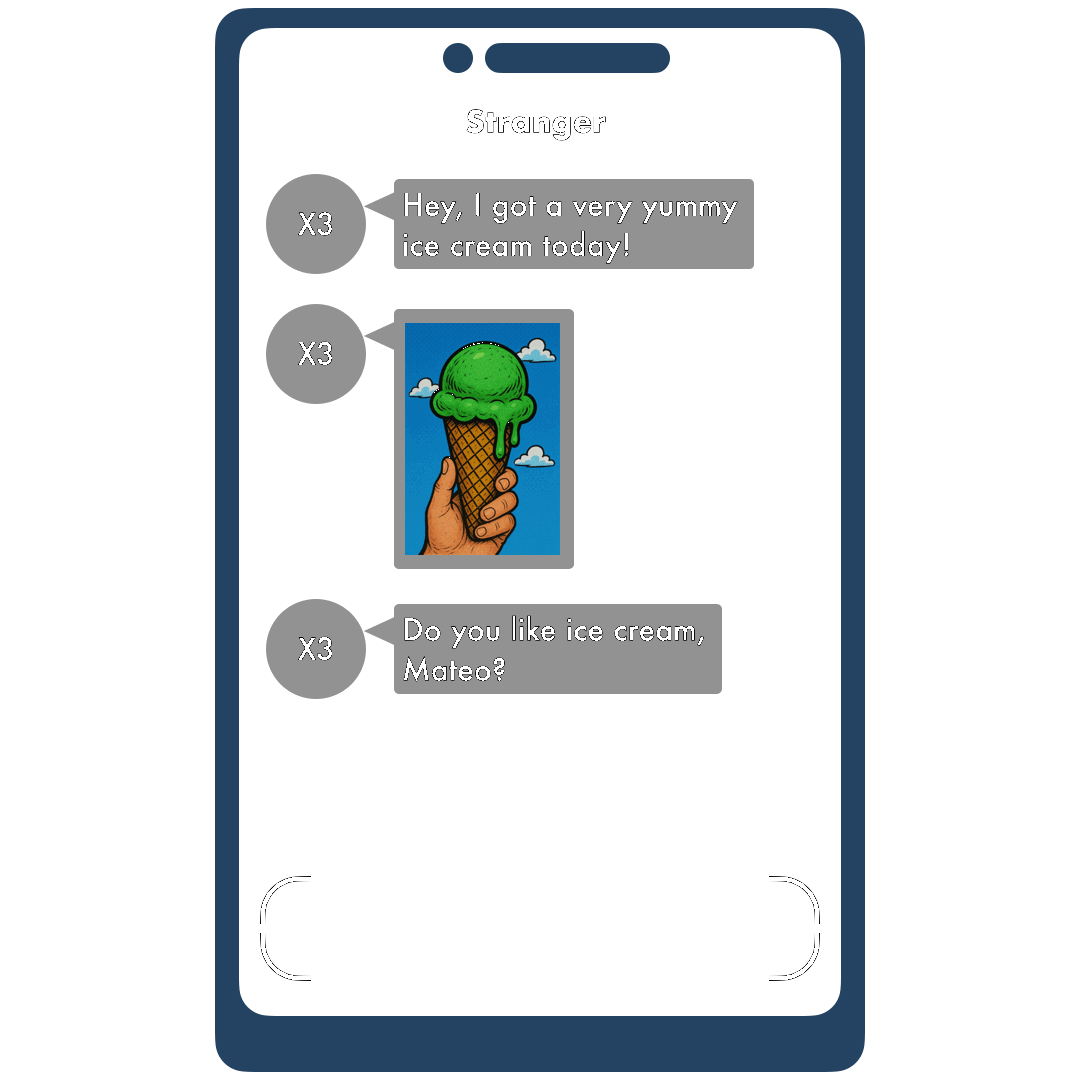 Stranger
X3
Hey, I got a very yummy
ice cream today!
X3
X3
Do you like ice cream,
Mateo?